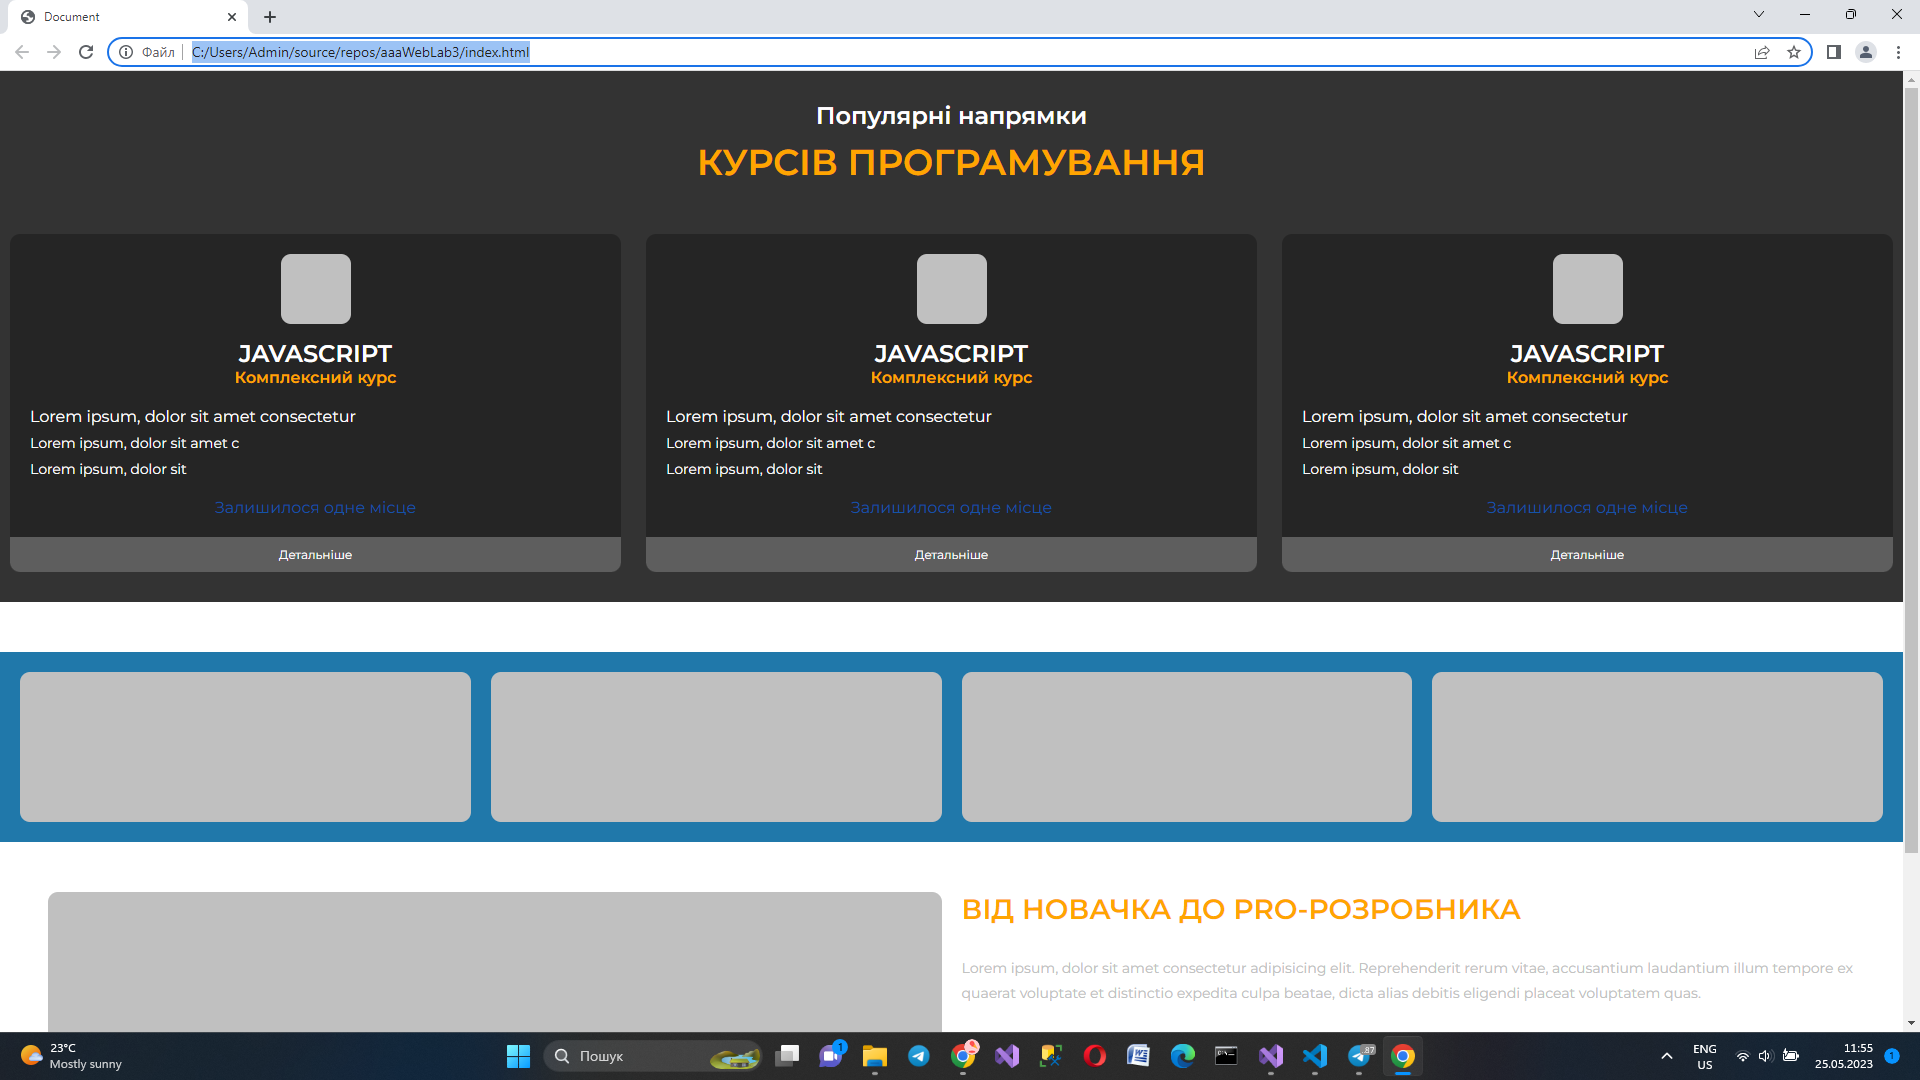 Document
Файл
C:/Users/Admin/source/repos/aaaWebLab3/index.html
Популярні напрямки
КУРСІВ ПРОГРАМУВАННЯ
JAVASCRIPT
Комплексний курс
Lorem ipsum, dolor sit amet consectetur
Lorem ipsum, dolor sit amet c
Lorem ipsum, dolor sit
Залишилося одне місце
Детальніше
JAVASCRIPT
Комплексний курс
Lorem ipsum, dolor sit amet consectetur
Lorem ipsum, dolor sit amet c
Lorem ipsum, dolor sit
Залишилося одне місце
Детальніше
JAVASCRIPT
Комплексний курс
Lorem ipsum, dolor sit amet consectetur
Lorem ipsum, dolor sit amet c
Lorem ipsum, dolor sit
Залишилося одне місце
Детальніше
ВІД НОВАЧКА ДО PRO-РОЗРОБНИКА
Lorem ipsum, dolor sit amet consectetur adipisicing elit. Reprehenderit rerum vitae, accusantium laudantium illum tempore ex
quaerat voluptate et distinctio expedita culpa beatae, dicta alias debitis eligendi placeat voluptatem quas.
23°C
Mostly sunny
Пошук
1
87
ENG
US
11:55
25.05.2023
1